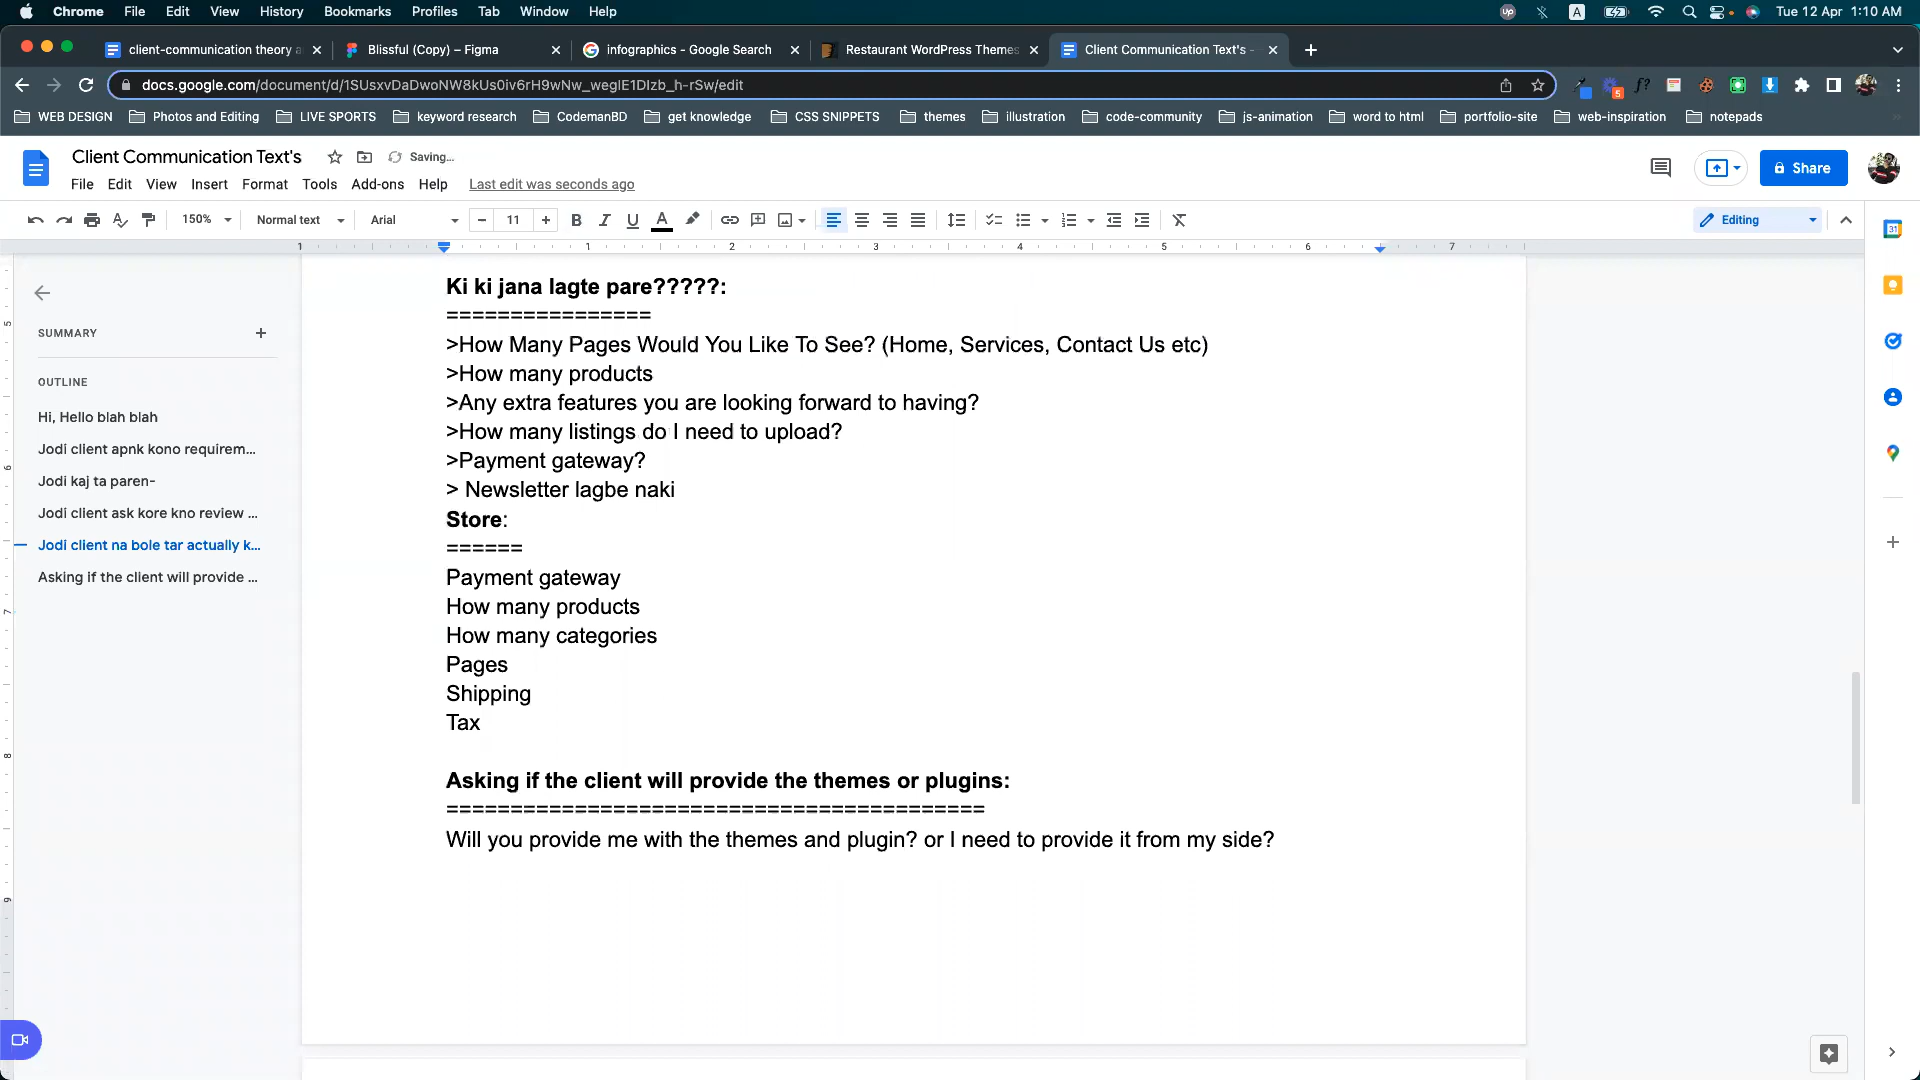 Chrome File Edit View History Bookmarks Profiles Tab Window Help Tue 12 Apr 1:10 AM
client-communication theory a Blissful (Copy) – Figma infographics - Google Search Restaurant WordPress Themes Client Communication Text's -
docs.google.com/document/d/1SUsxvDaDwoNW8kUs0iv6rH9wNw_wegIE1DIzb_h-rSw/edit
WEB DESIGN Photos and Editing LIVE SPORTS keyword research CodemanBD get knowledge CSS SNIPPETS themes illustration code-community js-animation word to html portfolio-site web-inspiration notepads
Client Communication Text's Saving...
File Edit View Insert Format Tools Add-ons Help Last edit was seconds ago
Share
150% Normal text Arial 11 Editing
1 1 2 3 4 5 6 7
SUMMARY
OUTLINE
Hi, Hello blah blah
Jodi client apnk kono requirem...
Jodi kaj ta paren-
Jodi client ask kore kno review ...
Jodi client na bole tar actually k...
Asking if the client will provide ...
Ki ki jana lagte pare?????:
================
>How Many Pages Would You Like To See? (Home, Services, Contact Us etc)
>How many products
>Any extra features you are looking forward to having?
>How many listings do I need to upload?
>Payment gateway?
> Newsletter lagbe naki
Store:
======
Payment gateway
How many products
How many categories
Pages
Shipping
Tax
Asking if the client will provide the themes or plugins:
==========================================
Will you provide me with the themes and plugin? or I need to provide it from my side?